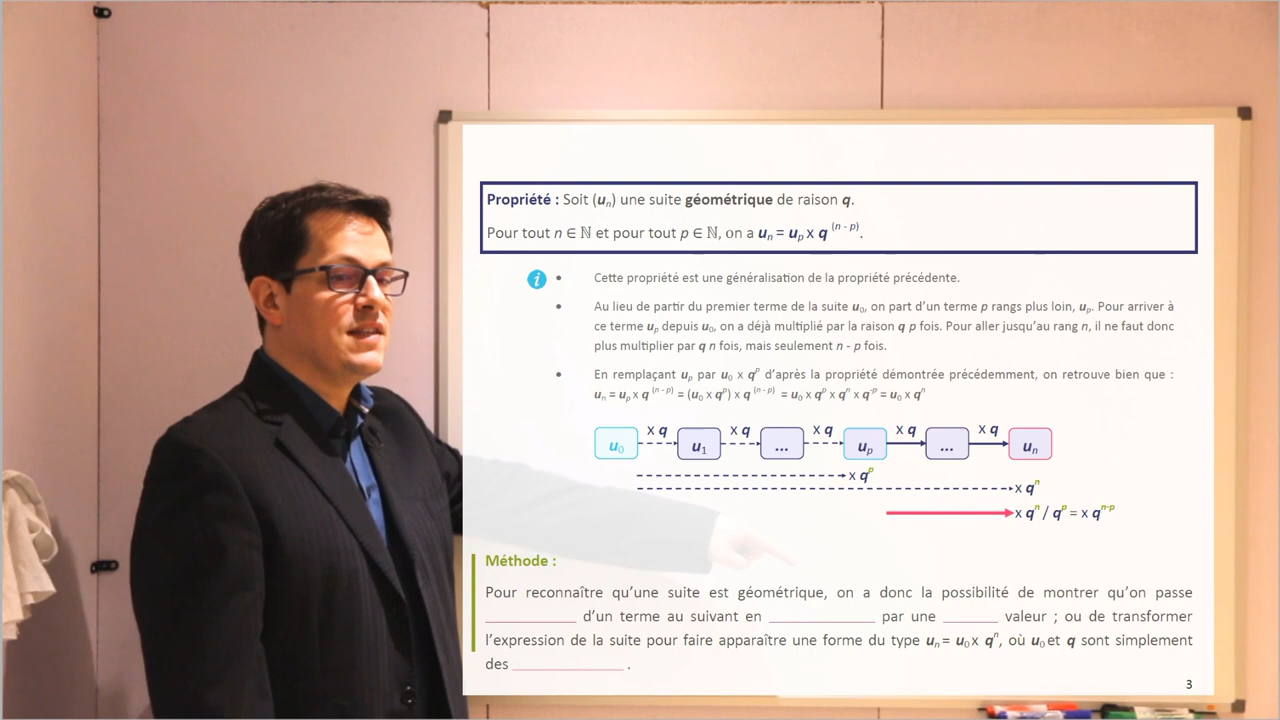 Propriété : Soit (uₙ) une suite géométrique de raison q.
Pour tout n ∈ ℕ et pour tout p ∈ ℕ, on a uₙ = uₚ x q ⁽ⁿ ⁻ ᵖ⁾.
i • Cette propriété est une généralisation de la propriété précédente.
• Au lieu de partir du premier terme de la suite u₀, on part d'un terme p rangs plus loin, uₚ. Pour arriver à
ce terme uₚ depuis u₀, on a déjà multiplié par la raison q p fois. Pour aller jusqu'au rang n, il ne faut donc
plus multiplier par q n fois, mais seulement n - p fois.
• En remplaçant uₚ par u₀ x qᵖ d'après la propriété démontrée précédemment, on retrouve bien que :
uₙ = uₚ x q ⁽ⁿ ⁻ ᵖ⁾ = (u₀ x qᵖ) x q ⁽ⁿ ⁻ ᵖ⁾ = u₀ x qᵖ x qⁿ x q⁻ᵖ = u₀ x qⁿ
x q x q x q x q x q
u₀ u₁ ... uₚ ... uₙ
x qᵖ
x qⁿ
x qⁿ / qᵖ = x qⁿ⁻ᵖ
Méthode :
Pour reconnaître qu'une suite est géométrique, on a donc la possibilité de montrer qu'on passe
__________ d'un terme au suivant en ____________ par une ______ valeur ; ou de transformer
l'expression de la suite pour faire apparaître une forme du type uₙ = u₀ x qⁿ, où u₀ et q sont simplement
des ____________ .
3